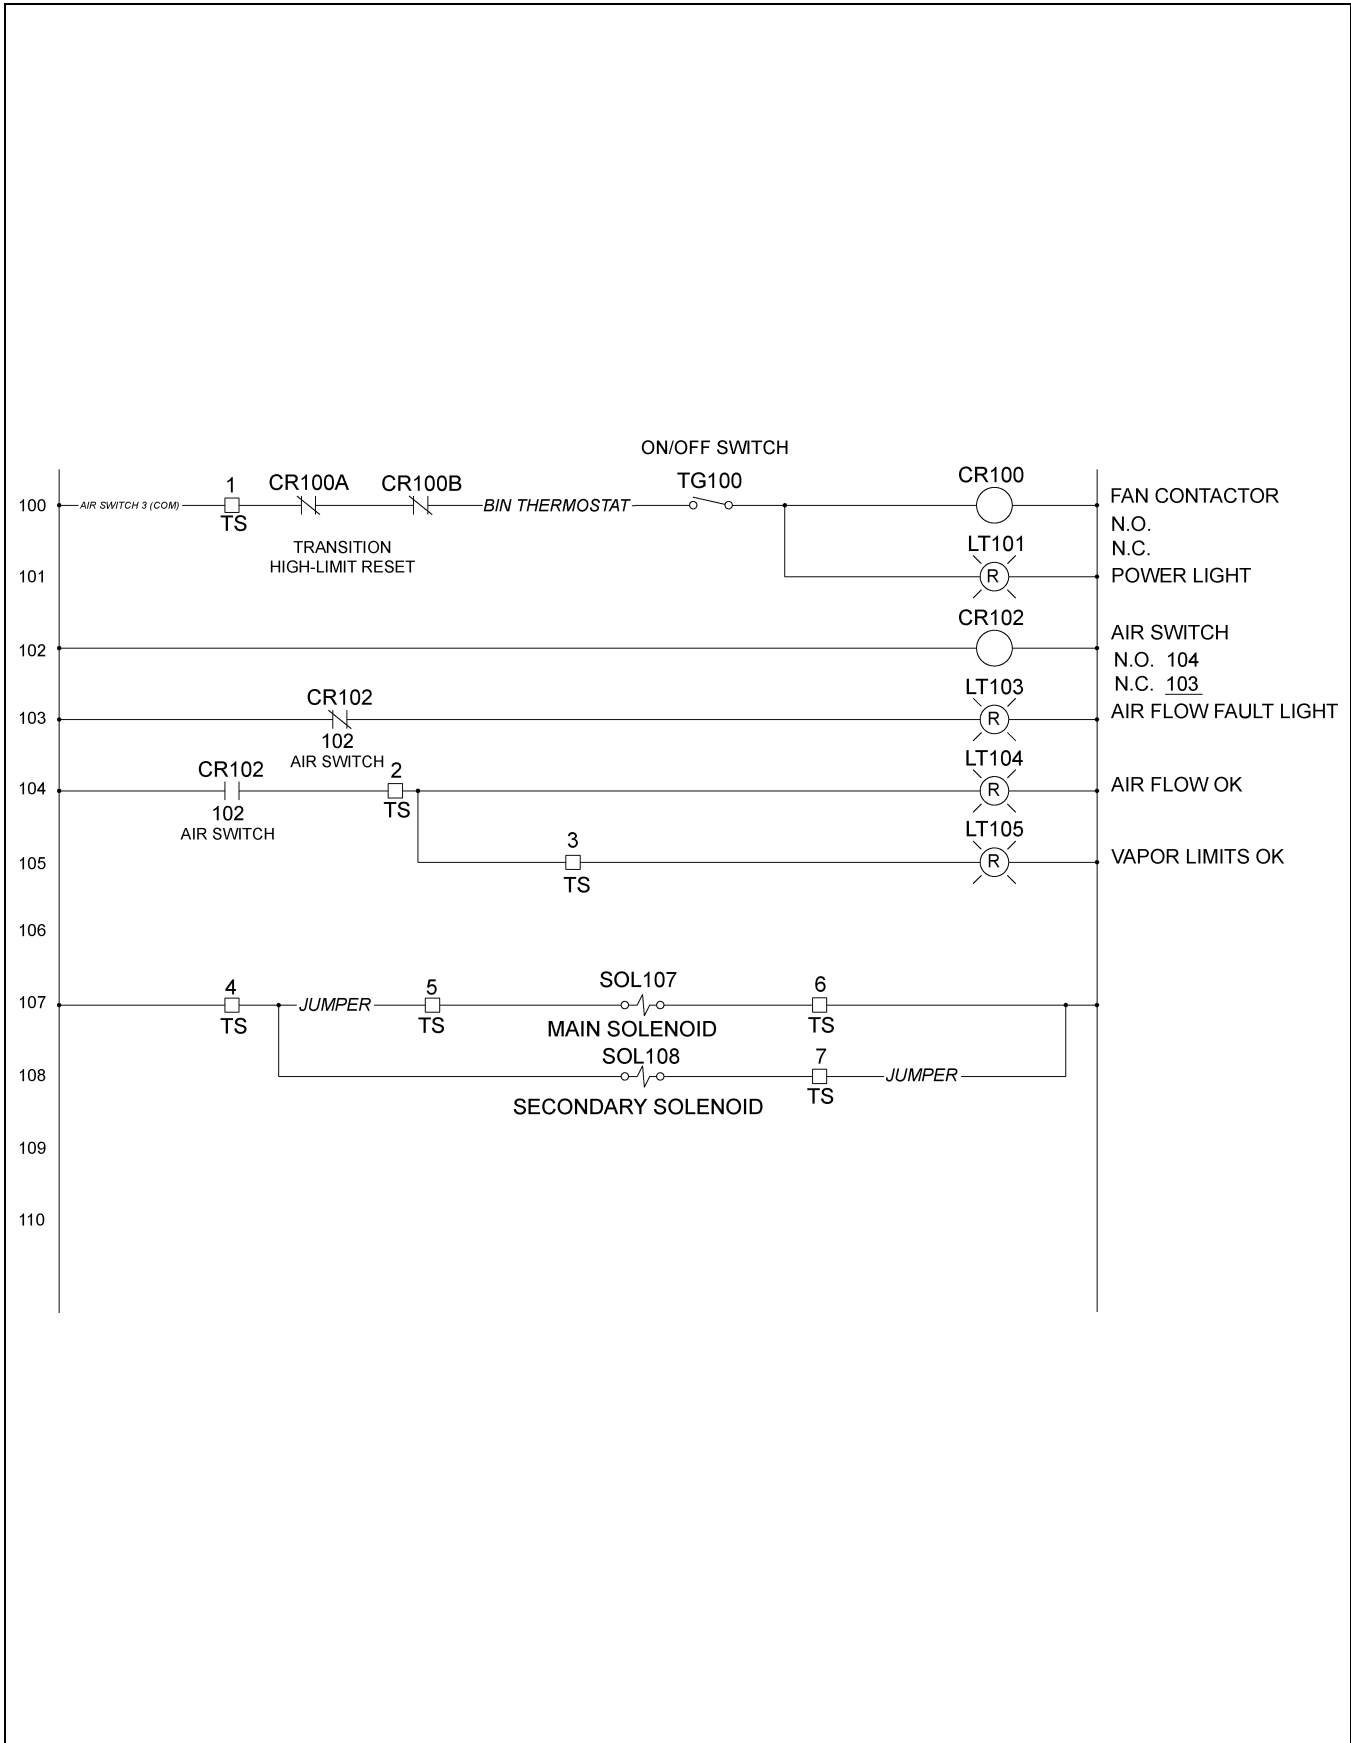 ON/OFF SWITCH
1
CR100A
CR100B
TG100
CR100
100
AIR SWITCH 3 (COM)
BIN THERMOSTAT
FAN CONTACTOR
TS
N.O.
TRANSITION
HIGH-LIMIT RESET
LT101
N.C.
101
R
POWER LIGHT
CR102
AIR SWITCH
102
N.O. 104
N.C. 103
CR102
LT103
103
R
AIR FLOW FAULT LIGHT
102
AIR SWITCH
CR102
2
LT104
104
R
AIR FLOW OK
102
TS
AIR SWITCH
3
LT105
105
R
VAPOR LIMITS OK
TS
106
4
5
SOL107
6
107
JUMPER
TS
TS
MAIN SOLENOID
TS
SOL108
7
108
JUMPER
TS
SECONDARY SOLENOID
109
110